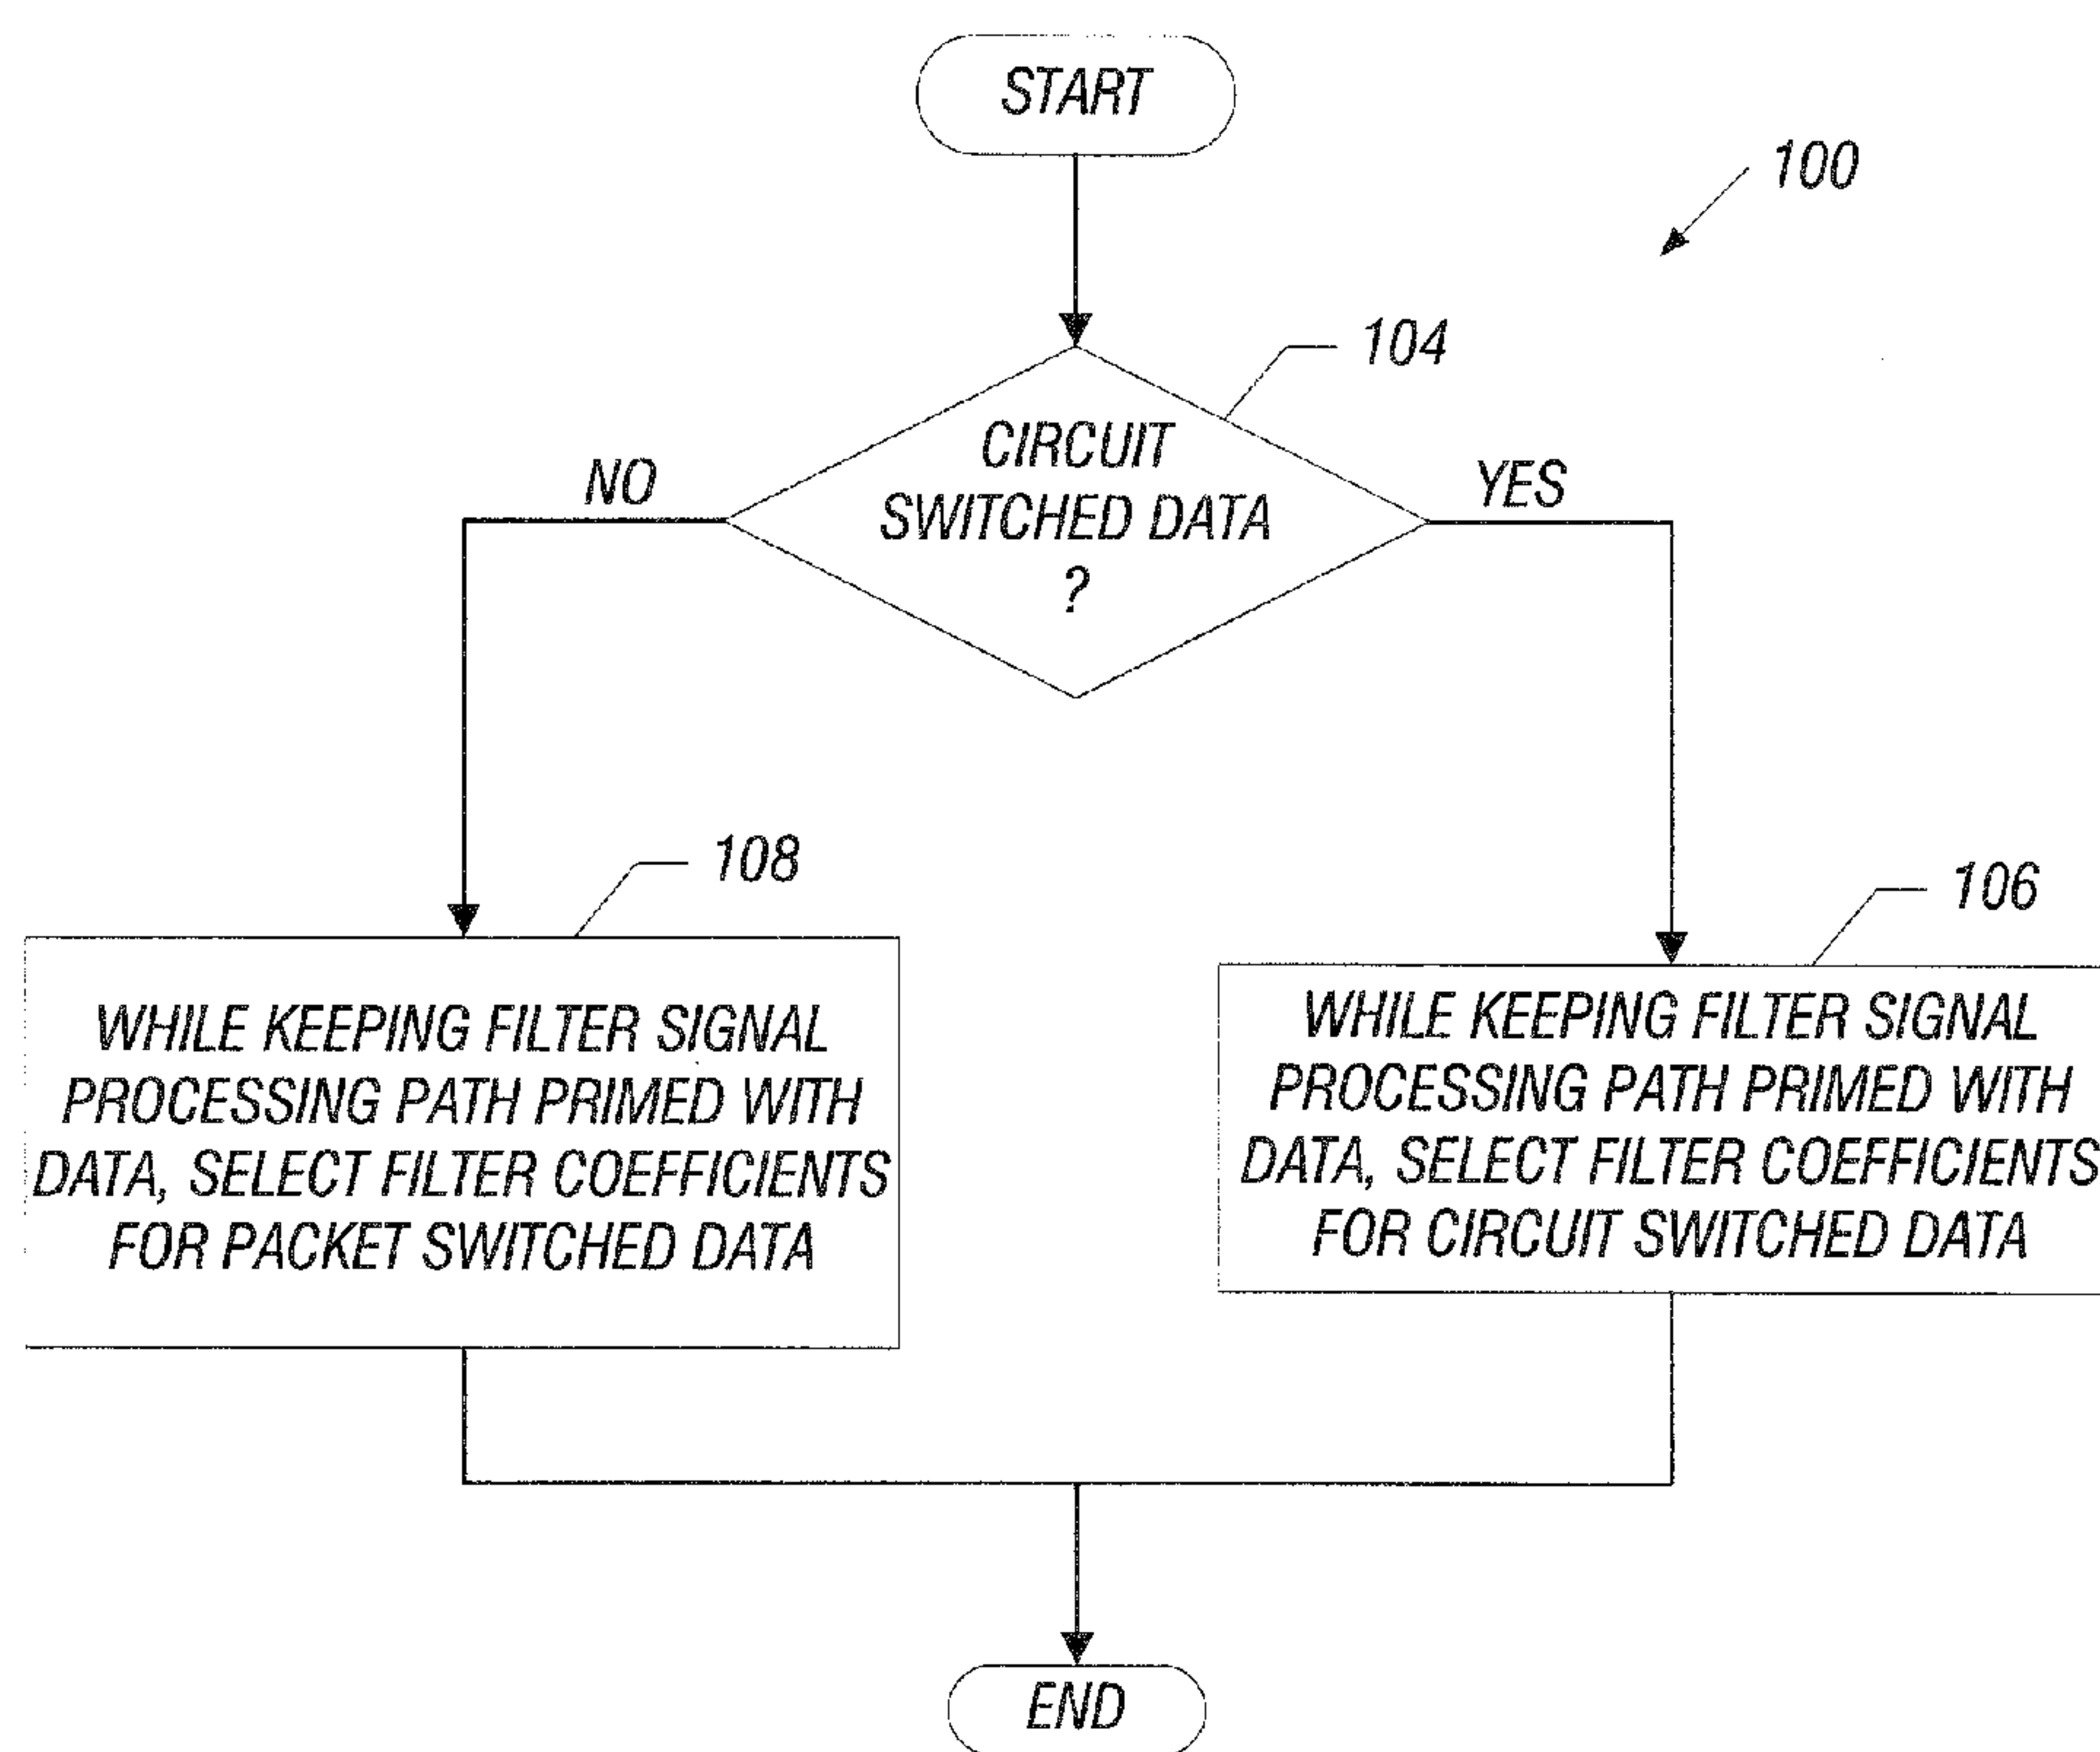 START
100
104
CIRCUIT
SWITCHED DATA
?
NO
YES
108
WHILE KEEPING FILTER SIGNAL
PROCESSING PATH PRIMED WITH
DATA, SELECT FILTER COEFFICIENTS
FOR PACKET SWITCHED DATA
106
WHILE KEEPING FILTER SIGNAL
PROCESSING PATH PRIMED WITH
DATA, SELECT FILTER COEFFICIENTS
FOR CIRCUIT SWITCHED DATA
END